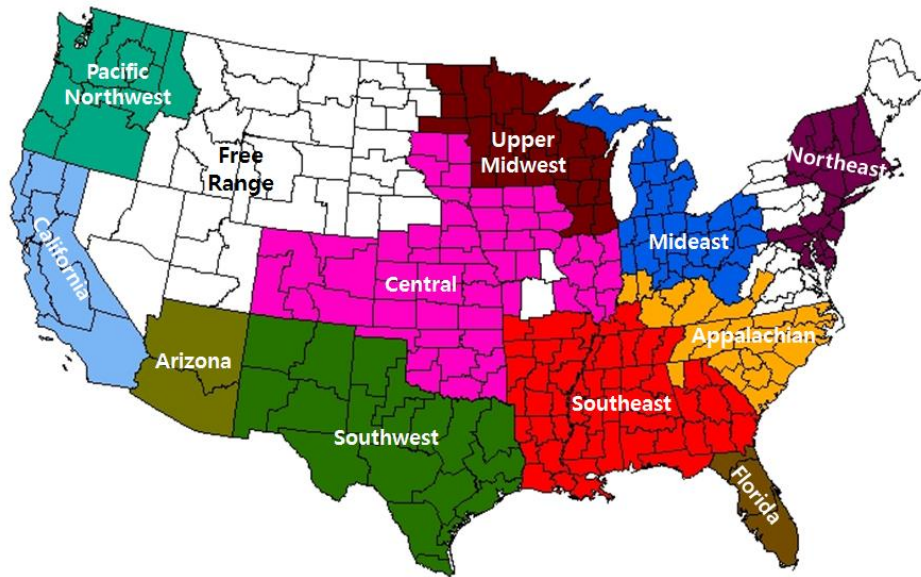 Pacific
Northwest
Free
Range
Upper
Midwest
Northeast
California
Mideast
Central
Arizona
Appalachian
Southeast
Southwest
Florida